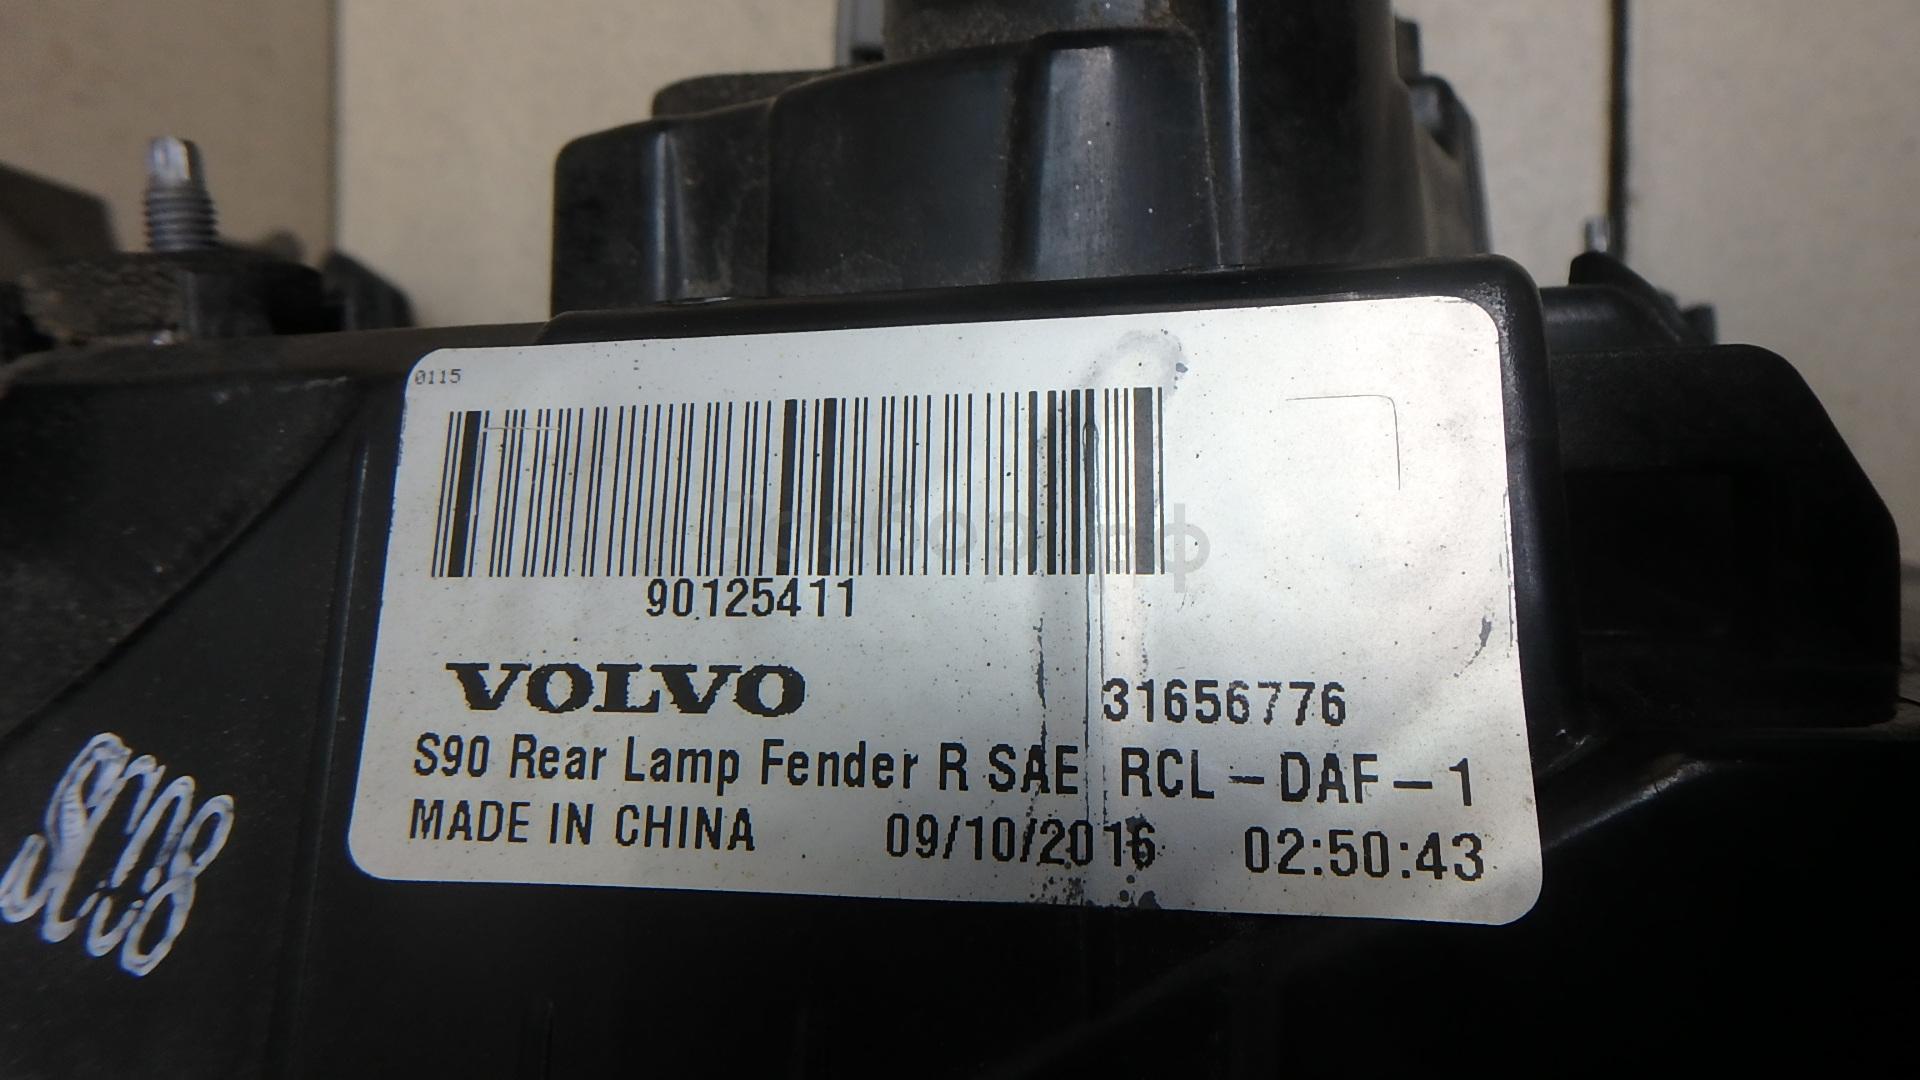 0115
90125411
VOLVO 31656776
S90 Rear Lamp Fender R SAE RCL-DAF-1
MADE IN CHINA 09/10/2016 02:50:43